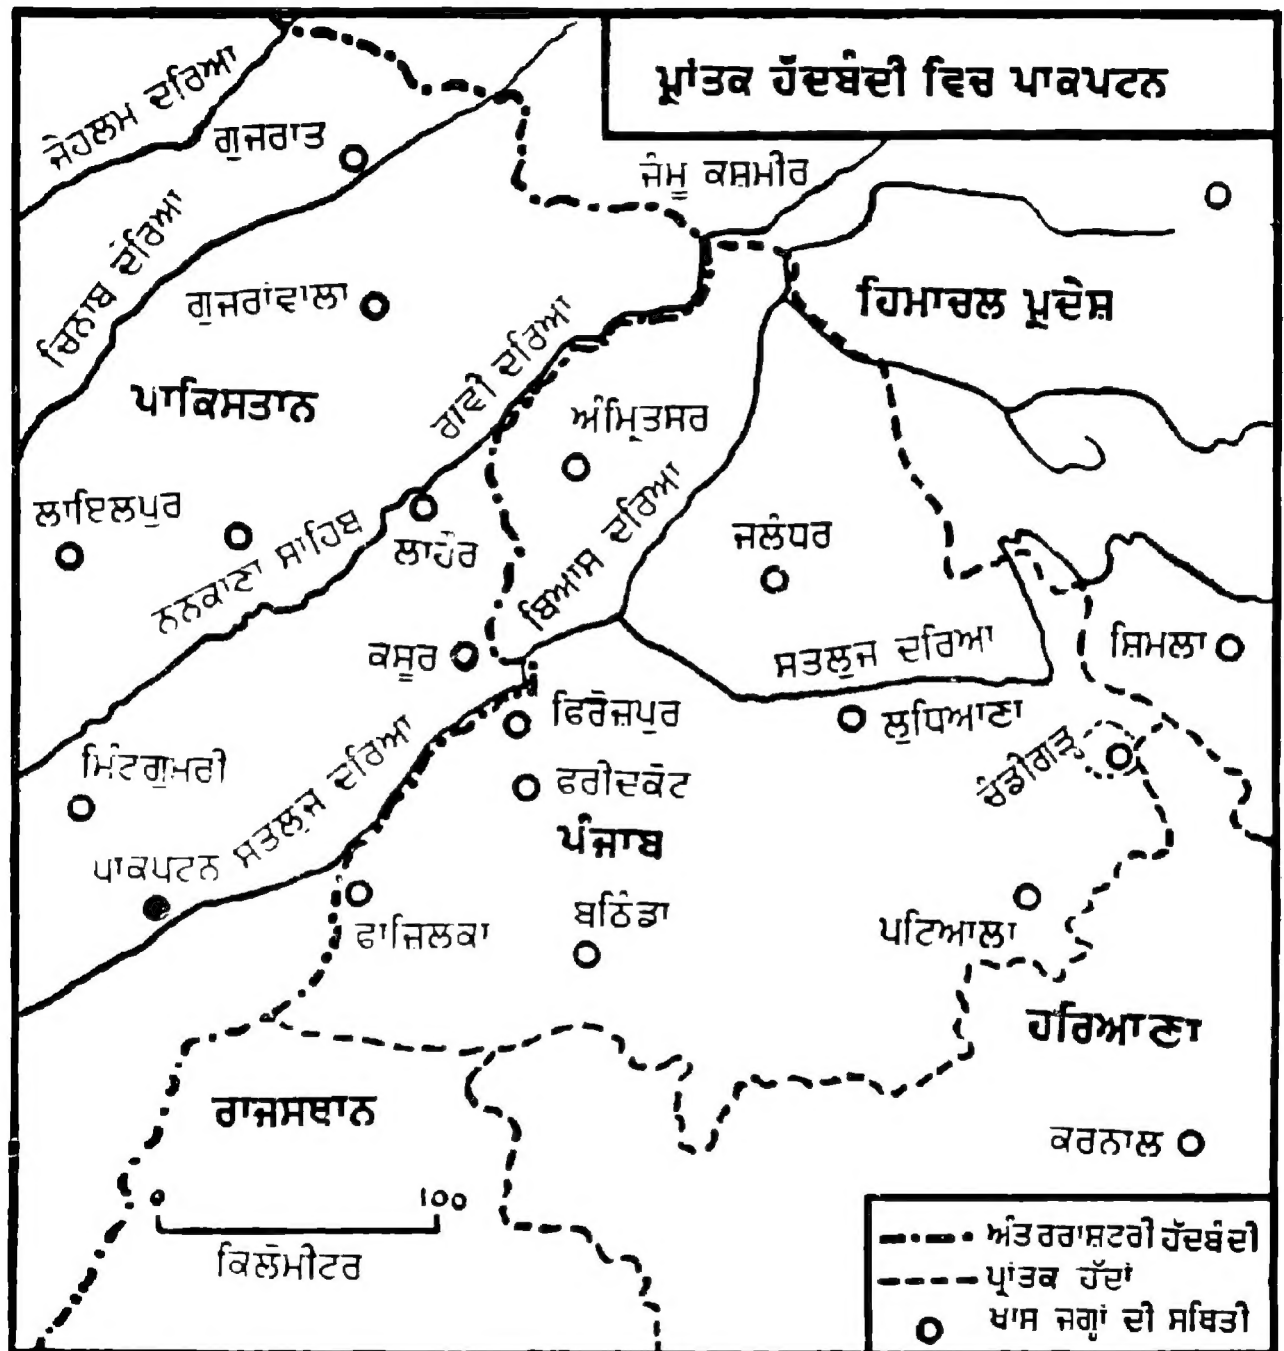 ਪ੍ਰਾਂਤਕ ਹੱਦਬੰਦੀ ਵਿਚ ਪਾਕਪਟਨ
ਜੇਹਲਮ ਦਰਿਆ
ਗੁਜਰਾਤ
ਜੰਮੂ ਕਸ਼ਮੀਰ
ਚਿਨਾਬ ਦਰਿਆ
ਗੁਜਰਾਂਵਾਲਾ
ਰਾਵੀ ਦਰਿਆ
ਹਿਮਾਚਲ ਪ੍ਰਦੇਸ਼
ਪਾਕਿਸਤਾਨ
ਅੰਮ੍ਰਿਤਸਰ
ਲਾਇਲਪੁਰ
ਨਨਕਾਣਾ ਸਾਹਿਬ
ਲਾਹੌਰ
ਬਿਆਸ ਦਰਿਆ
ਜਲੰਧਰ
ਕਸੂਰ
ਸਤਲੁਜ ਦਰਿਆ
ਸ਼ਿਮਲਾ
ਫਿਰੋਜ਼ਪੁਰ
ਲੁਧਿਆਣਾ
ਮਿੰਟਗੁਮਰੀ
ਸਤਲੁਜ ਦਰਿਆ
ਫਰੀਦਕੋਟ
ਚੰਡੀਗੜ੍ਹ
ਪੰਜਾਬ
ਪਾਕਪਟਨ
ਫਾਜ਼ਿਲਕਾ
ਬਠਿੰਡਾ
ਪਟਿਆਲਾ
ਹਰਿਆਣਾ
ਰਾਜਸਥਾਨ
ਕਰਨਾਲ
0 100
ਕਿਲੋਮੀਟਰ
ਅੰਤਰਰਾਸ਼ਟਰੀ ਹੱਦਬੰਦੀ
ਪ੍ਰਾਂਤਕ ਹੱਦਾਂ
ਖਾਸ ਜਗ੍ਹਾਂ ਦੀ ਸਥਿਤੀ